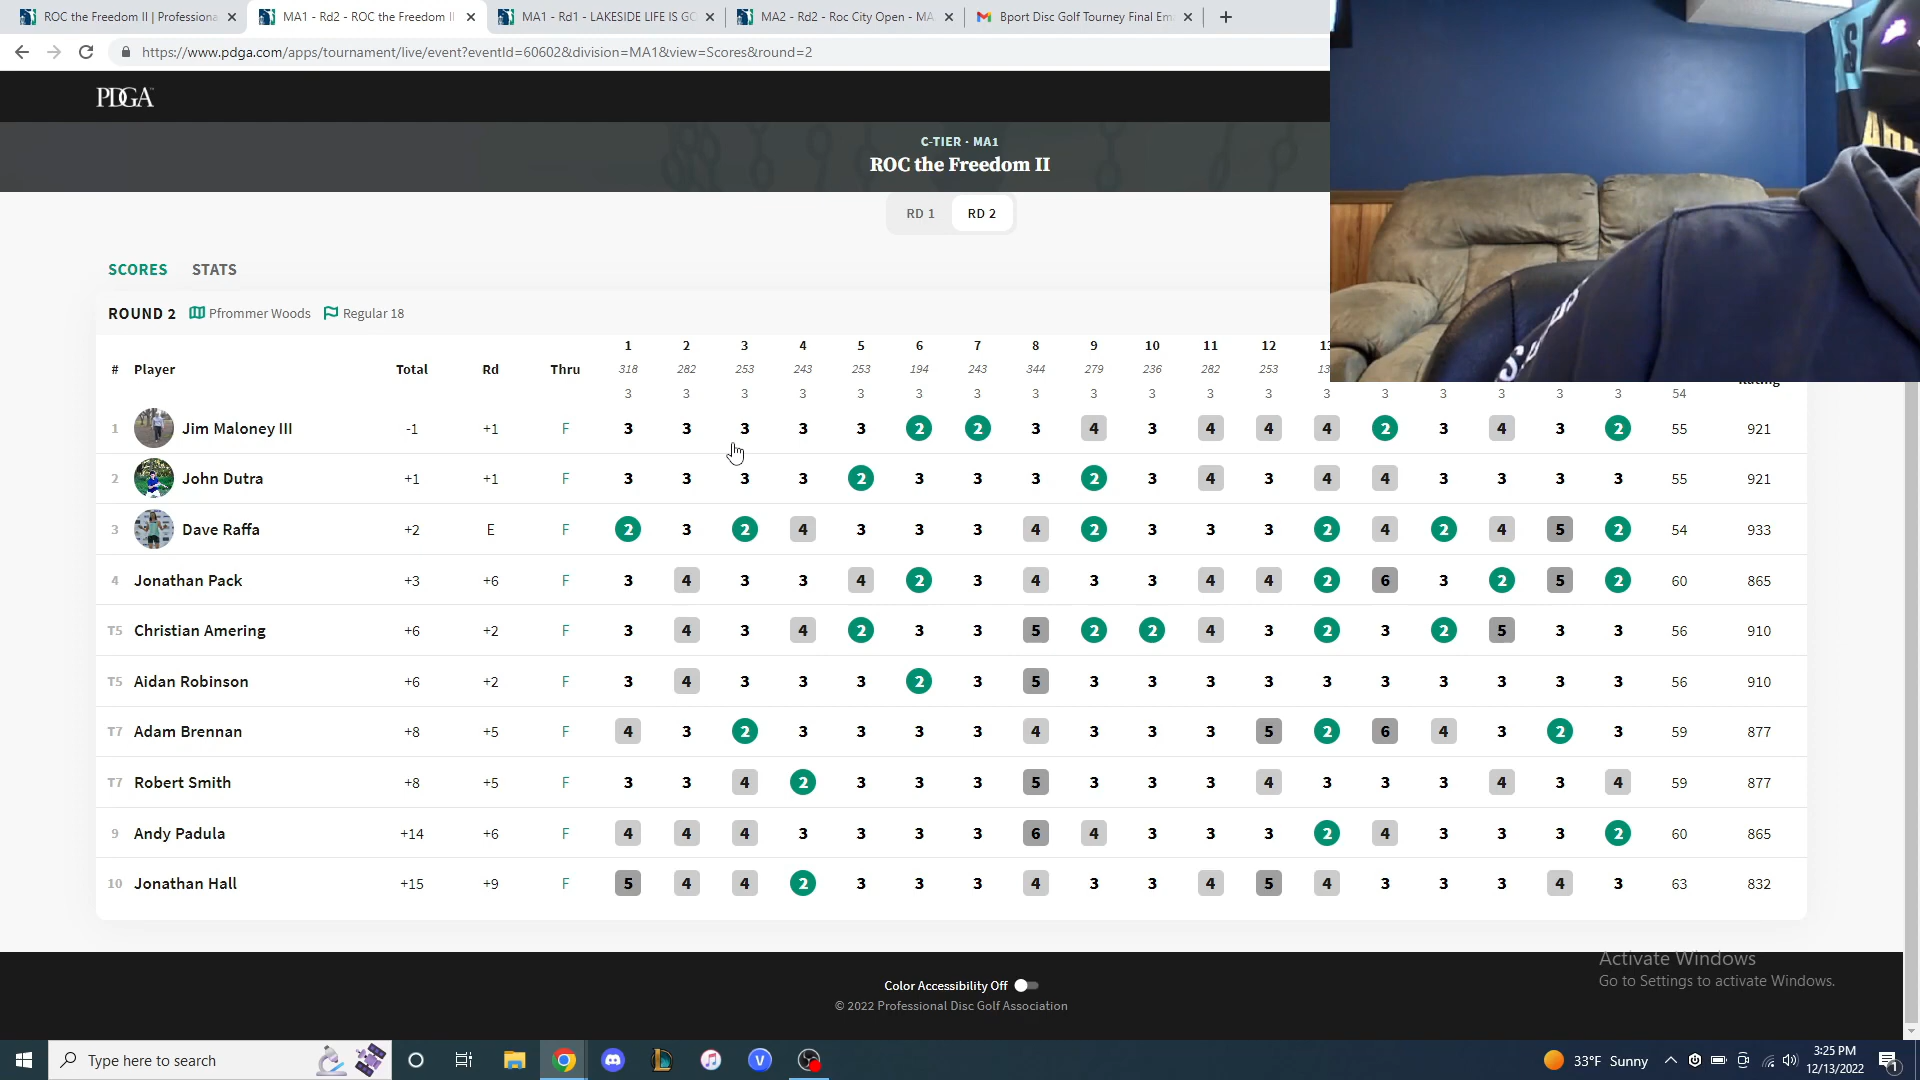 ROC the Freedom II | Professiona
MA1 - Rd2 - ROC the Freedom II
MA1 - Rd1 - LAKESIDE LIFE IS GO
MA2 - Rd2 - Roc City Open - MA
Bport Disc Golf Tourney Final Em
https://www.pdga.com/apps/tournament/live/event?eventId=60602&division=MA1&view=Scores&round=2
PDGA
C-TIER · MA1
ROC the Freedom II
RD 1 RD 2
SCORES STATS
ROUND 2 Pfrommer Woods Regular 18
1 2 3 4 5 6 7 8 9 10 11 12
# Player Total Rd Thru 318 282 253 243 253 194 243 344 279 236 282 253
3 3 3 3 3 3 3 3 3 3 3 3 3 3 3 3 3 3 54
1 Jim Maloney III -1 +1 F 3 3 3 3 3 2 2 3 4 3 4 4 4 2 3 4 3 2 55 921
2 John Dutra +1 +1 F 3 3 3 3 2 3 3 3 2 3 4 3 4 4 3 3 3 3 55 921
3 Dave Raffa +2 E F 2 3 2 4 3 3 3 4 2 3 3 3 2 4 2 4 5 2 54 933
4 Jonathan Pack +3 +6 F 3 4 3 3 4 2 3 4 3 3 4 4 2 6 3 2 5 2 60 865
T5 Christian Amering +6 +2 F 3 4 3 4 2 3 3 5 2 2 4 3 2 3 2 5 3 3 56 910
T5 Aidan Robinson +6 +2 F 3 4 3 3 3 2 3 5 3 3 3 3 3 3 3 3 3 3 56 910
T7 Adam Brennan +8 +5 F 4 3 2 3 3 3 3 4 3 3 3 5 2 6 4 3 2 3 59 877
T7 Robert Smith +8 +5 F 3 3 4 2 3 3 3 5 3 3 3 4 3 3 3 4 3 4 59 877
9 Andy Padula +14 +6 F 4 4 4 3 3 3 3 6 4 3 3 3 2 4 3 3 3 2 60 865
10 Jonathan Hall +15 +9 F 5 4 4 2 3 3 3 4 3 3 4 5 4 3 3 3 4 3 63 832
Activate Windows
Go to Settings to activate Windows.
Color Accessibility Off
© 2022 Professional Disc Golf Association
Type here to search
33°F Sunny
3:25 PM
12/13/2022
1